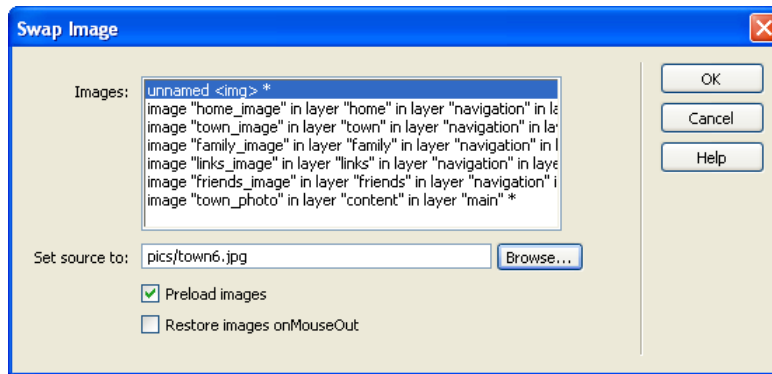 Swap Image
Images:
unnamed <img> *
image "home_image" in layer "home" in layer "navigation" in la
image "town_image" in layer "town" in layer "navigation" in la
image "family_image" in layer "family" in layer "navigation" in l
image "links_image" in layer "links" in layer "navigation" in laye
image "friends_image" in layer "friends" in layer "navigation" i
image "town_photo" in layer "content" in layer "main" *
Set source to:
pics/town6.jpg
Browse...
Preload images
Restore images onMouseOut
OK
Cancel
Help